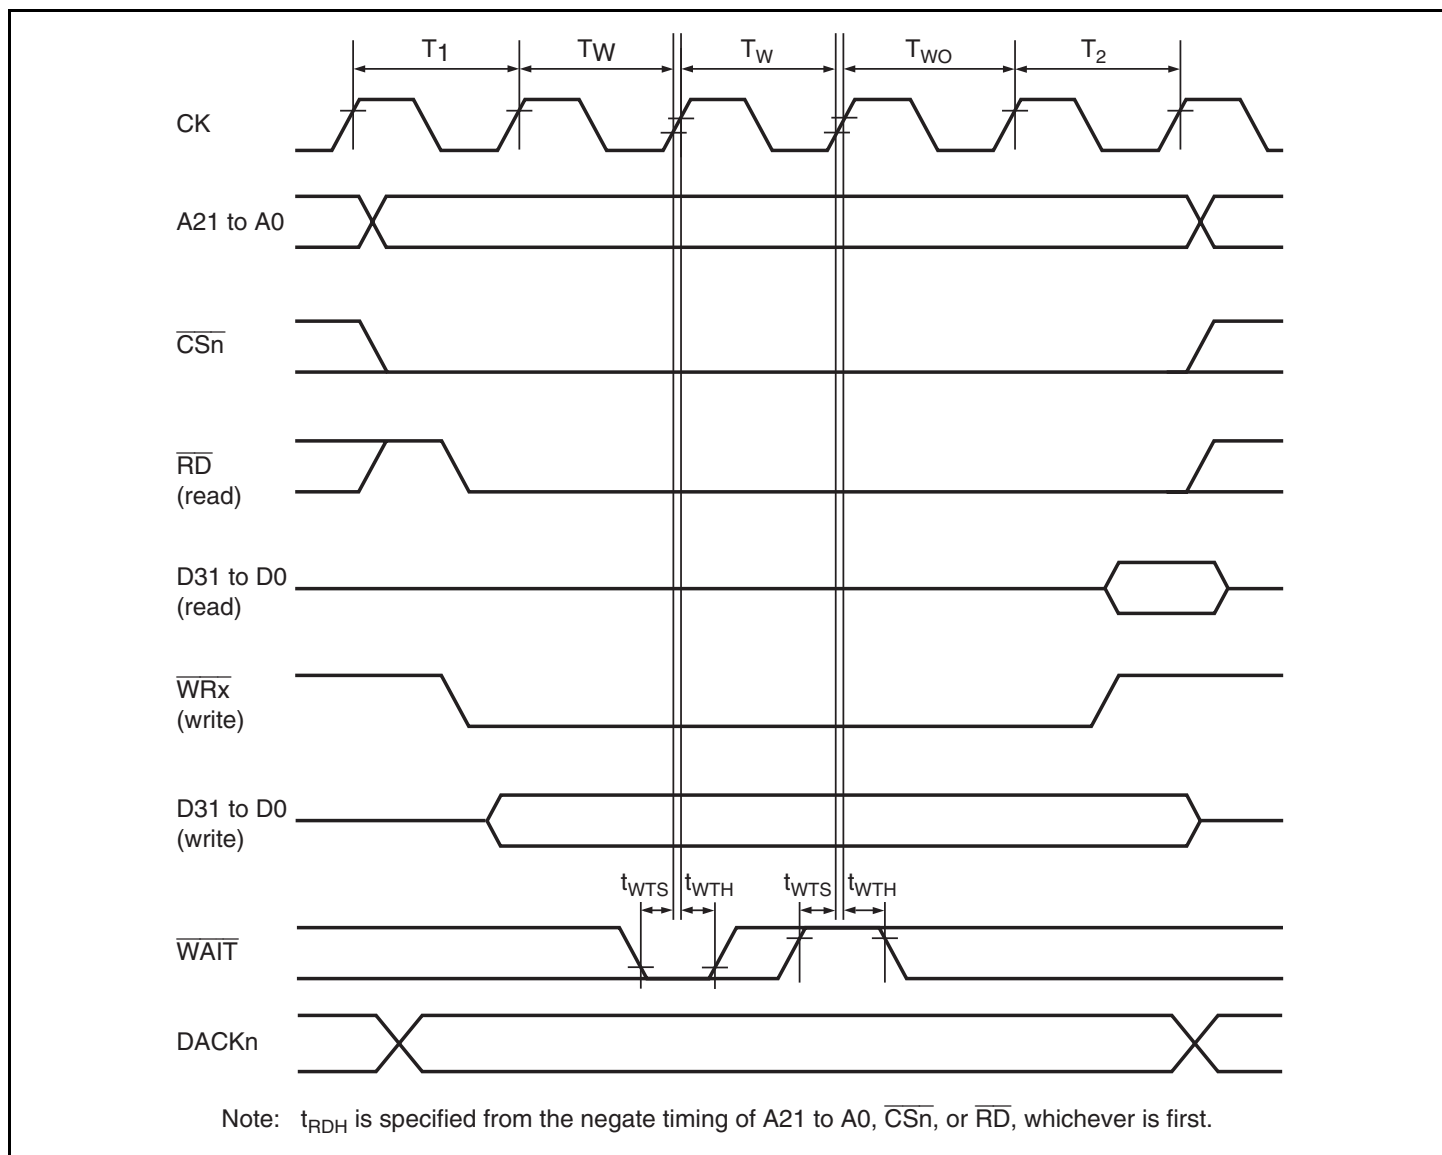 T1 TW TW TWO T2
CK
A21 to A0
CSn
RD
(read)
D31 to D0
(read)
WRx
(write)
D31 to D0
(write)
tWTS tWTH tWTS tWTH
WAIT
DACKn
Note: tRDH is specified from the negate timing of A21 to A0, CSn, or RD, whichever is first.